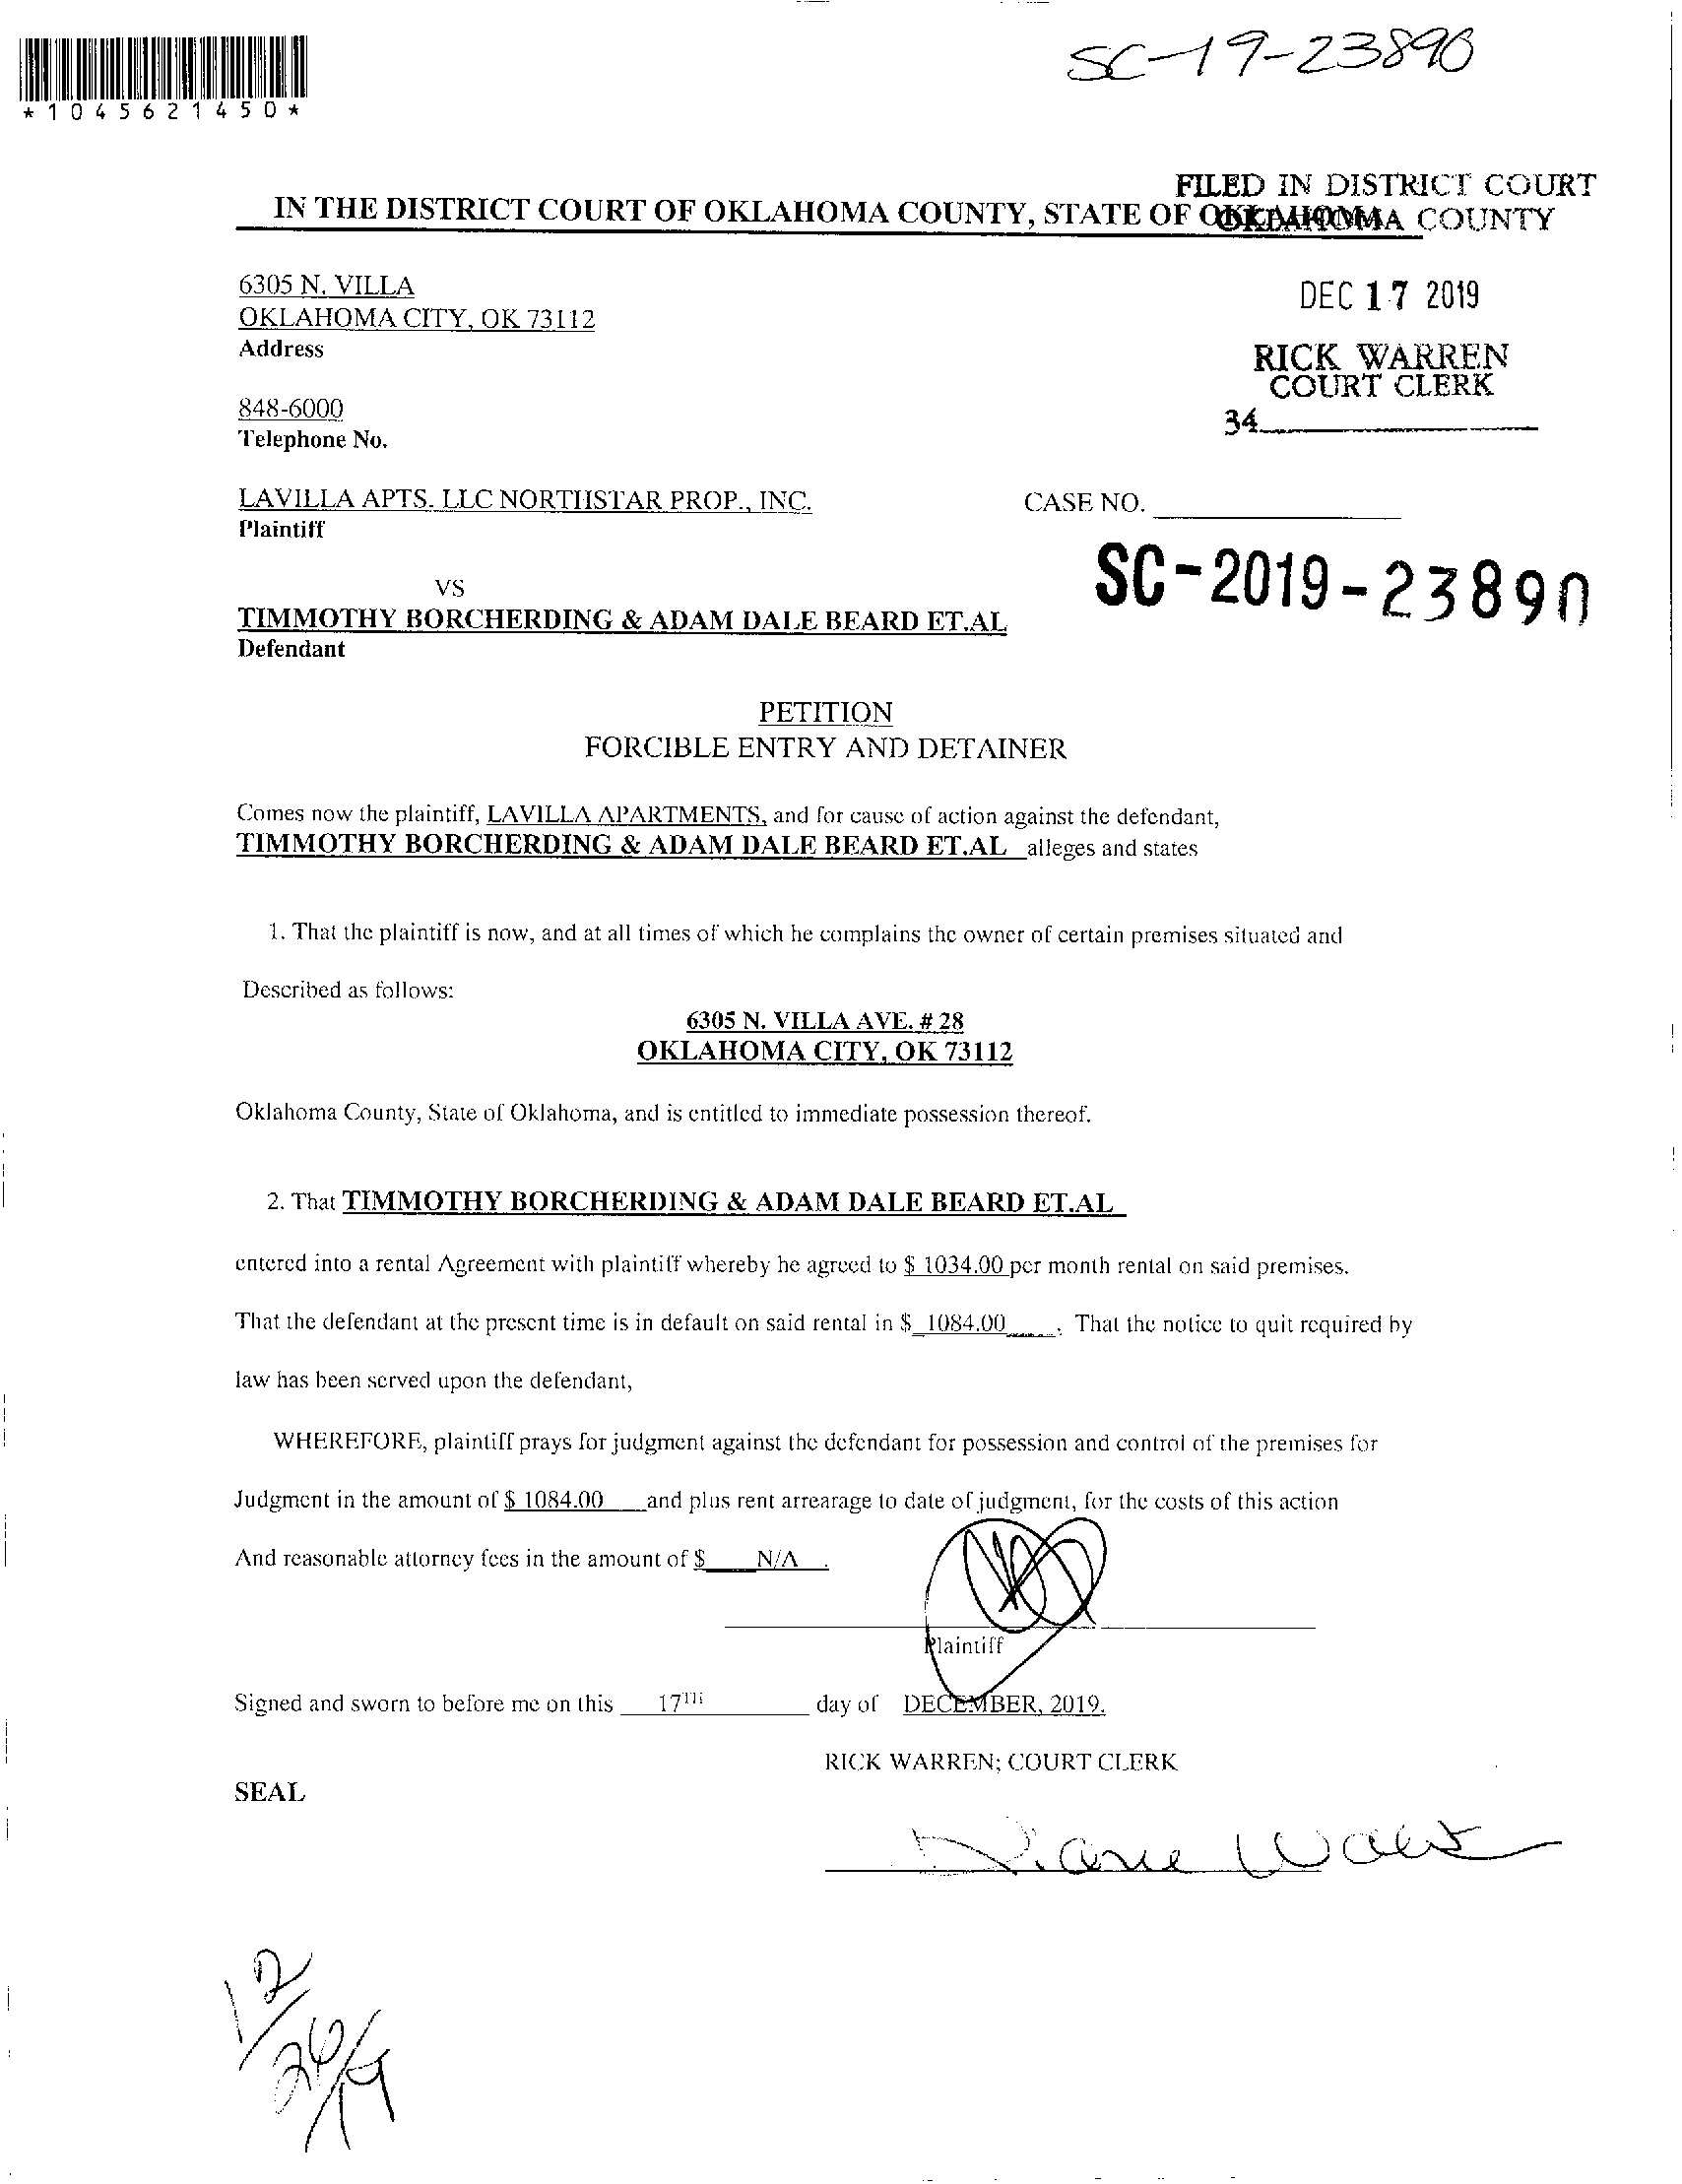 SC-19-23890
*1045621450*
FILED IN DISTRICT COURT
OKLAHOMA COUNTY
IN THE DISTRICT COURT OF OKLAHOMA COUNTY, STATE OF OKLAHOMA
6305 N. VILLA
OKLAHOMA CITY, OK 73112
Address
DEC 17 2019
RICK WARREN
COURT CLERK
34
848-6000
Telephone No.
LAVILLA APTS. LLC NORTHSTAR PROP., INC.
Plaintiff
CASE NO.
SC-2019-23890
VS
TIMMOTHY BORCHERDING & ADAM DALE BEARD ET.AL
Defendant
PETITION
FORCIBLE ENTRY AND DETAINER
Comes now the plaintiff, LAVILLA APARTMENTS, and for cause of action against the defendant,
TIMMOTHY BORCHERDING & ADAM DALE BEARD ET.AL alleges and states
1. That the plaintiff is now, and at all times of which he complains the owner of certain premises situated and
Described as follows:
6305 N. VILLA AVE. # 28
OKLAHOMA CITY, OK 73112
Oklahoma County, State of Oklahoma, and is entitled to immediate possession thereof.
2. That TIMMOTHY BORCHERDING & ADAM DALE BEARD ET.AL
entered into a rental Agreement with plaintiff whereby he agreed to $ 1034.00 per month rental on said premises.
That the defendant at the present time is in default on said rental in $ 1084.00 . That the notice to quit required by
law has been served upon the defendant,
WHEREFORE, plaintiff prays for judgment against the defendant for possession and control of the premises for
Judgment in the amount of $ 1084.00 and plus rent arrearage to date of judgment, for the costs of this action
And reasonable attorney fees in the amount of $ N/A .
Plaintiff
Signed and sworn to before me on this 17TH day of DECEMBER, 2019.
RICK WARREN; COURT CLERK
SEAL
Diane
12/26/19